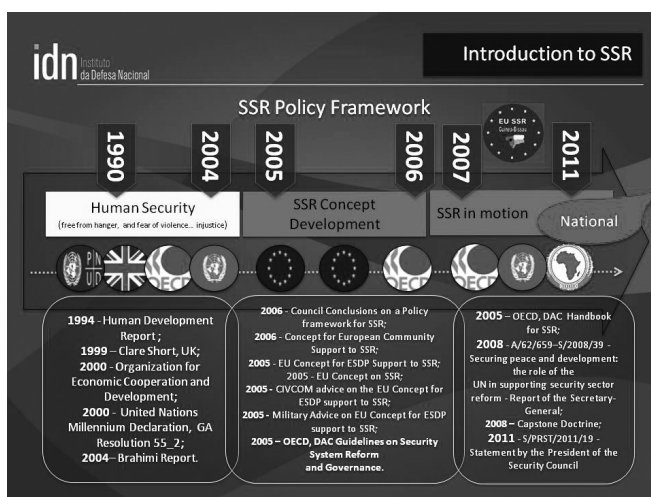 idn
Instituto
da Defesa Nacional
Introduction to SSR
SSR Policy Framework
EU SSR
Guinea-Bissau
1990
2004
2005
2006
2007
2011
Human Security
(free from hanger, and fear of violence... injustice)
SSR Concept
Development
SSR in motion
National
P N
U D
OECD
OECD
OECD
1994 - Human Development
Report ;
1999 – Clare Short, UK;
2000 - Organization for
Economic Cooperation and
Development;
2000 - United Nations
Millennium Declaration, GA
Resolution 55_2;
2004– Brahimi Report.
2006 - Council Conclusions on a Policy
framework for SSR;
2006 - Concept for European Community
Support to SSR;
2005 - EU Concept for ESDP Support to SSR;
2005 - EU Concept on SSR;
2005 - CIVCOM advice on the EU Concept for
ESDP support to SSR;
2005 - Military Advice on EU Concept for ESDP
support to SSR;
2005 – OECD, DAC Guidelines on Security
System Reform
and Governance.
2005 – OECD, DAC Handbook
for SSR;
2008 - A/62/659–S/2008/39 -
Securing peace and development:
the role of the
UN in supporting security sector
reform - Report of the Secretary-
General;
2008 – Capstone Doctrine;
2011 - S/PRST/2011/19 -
Statement by the President of the
Security Council